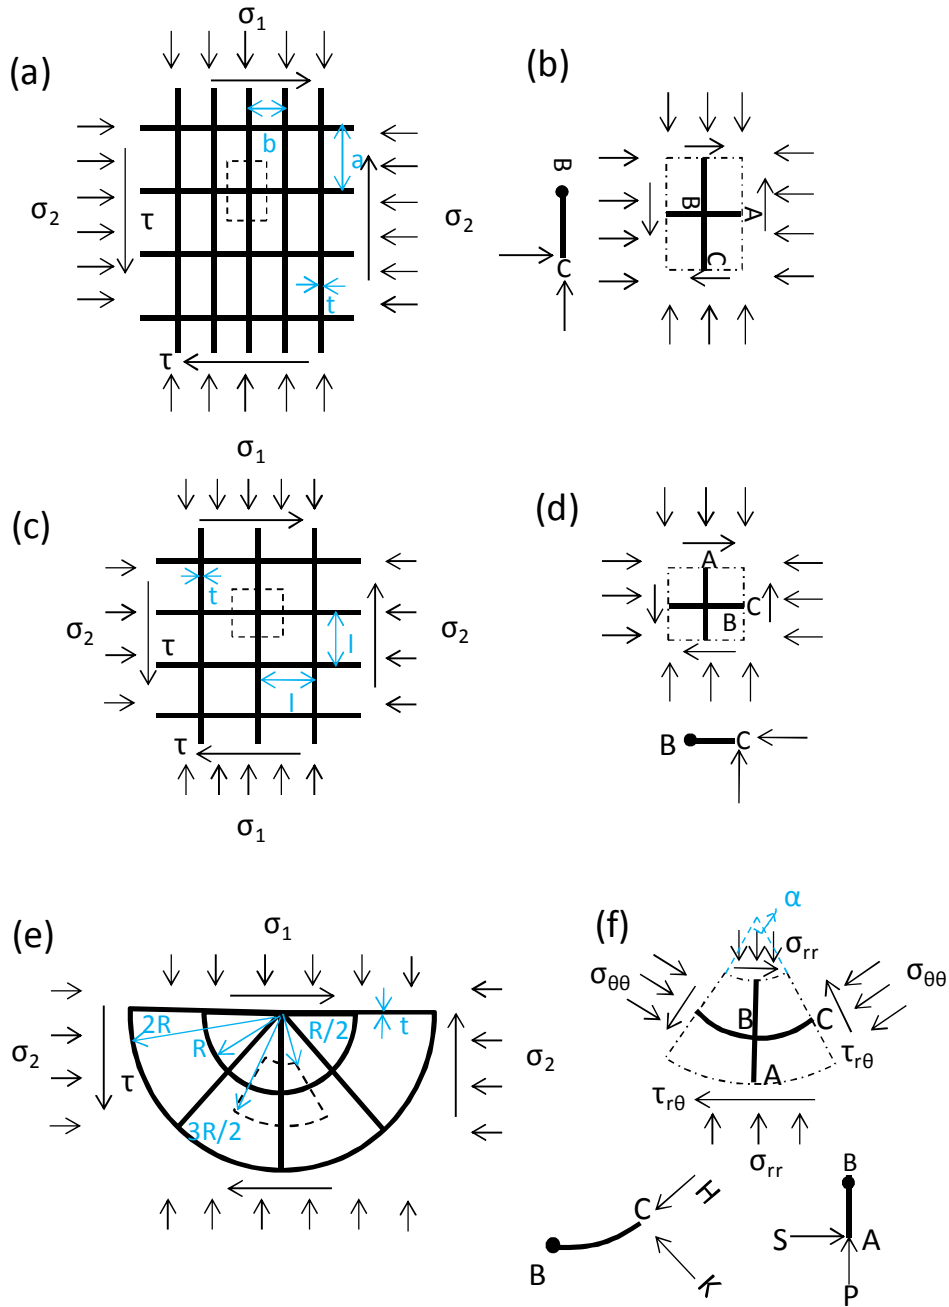 σ1
(a)
b
a
σ2
τ
σ2
t
τ
(b)
B
C
B
A
C
σ1
(c)
t
σ2
τ
l
l
σ2
τ
σ1
(d)
A
C
B
B
C
(e)
σ1
2R
R
R/2
t
σ2
τ
3R/2
σ2
(f)
α
σrr
σθθ
σθθ
B
C
A
τrθ
τrθ
σrr
H
C
B
K
B
S
A
P